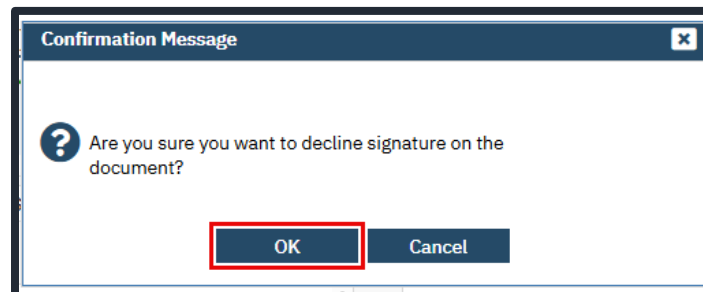 Confirmation Message
Are you sure you want to decline signature on the
document?
OK
Cancel